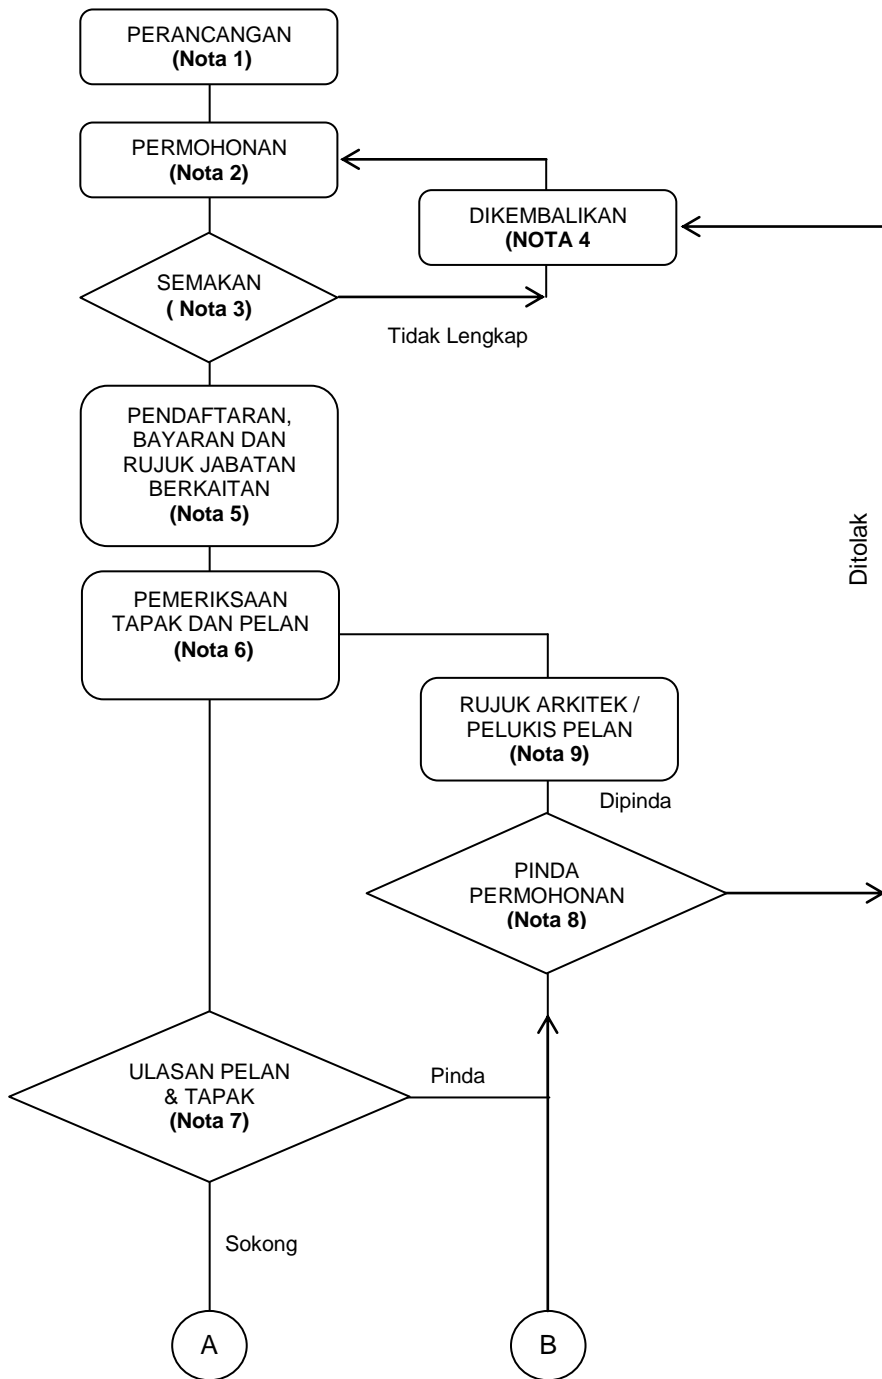 PERANCANGAN
(Nota 1)
PERMOHONAN
(Nota 2)
DIKEMBALIKAN
(NOTA 4
SEMAKAN
( Nota 3)
Tidak Lengkap
PENDAFTARAN,
BAYARAN DAN
RUJUK JABATAN
BERKAITAN
(Nota 5)
Ditolak
PEMERIKSAAN
TAPAK DAN PELAN
(Nota 6)
RUJUK ARKITEK /
PELUKIS PELAN
(Nota 9)
Dipinda
PINDA
PERMOHONAN
(Nota 8)
ULASAN PELAN
& TAPAK
(Nota 7)
Pinda
Sokong
A
B